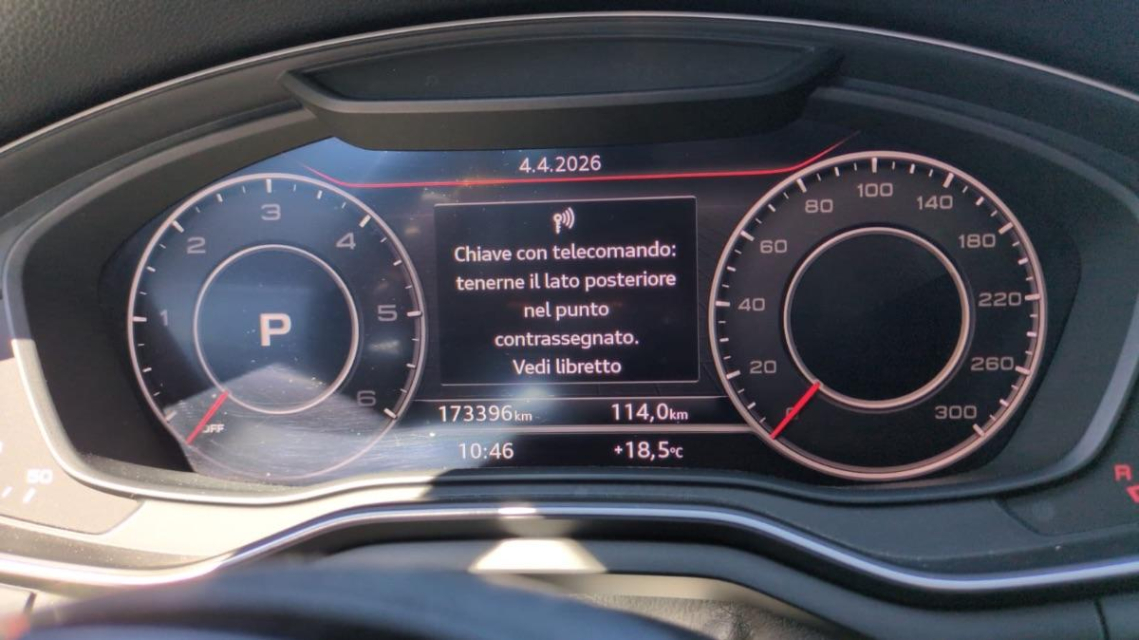 4.4.2026
Chiave con telecomando:
tenerne il lato posteriore
nel punto
contrassegnato.
Vedi libretto
1
2
3
4
5
6
P
OFF
0
20
40
60
80
100
140
180
220
260
300
173396km
114,0km
10:46
+18,5°C
50
R